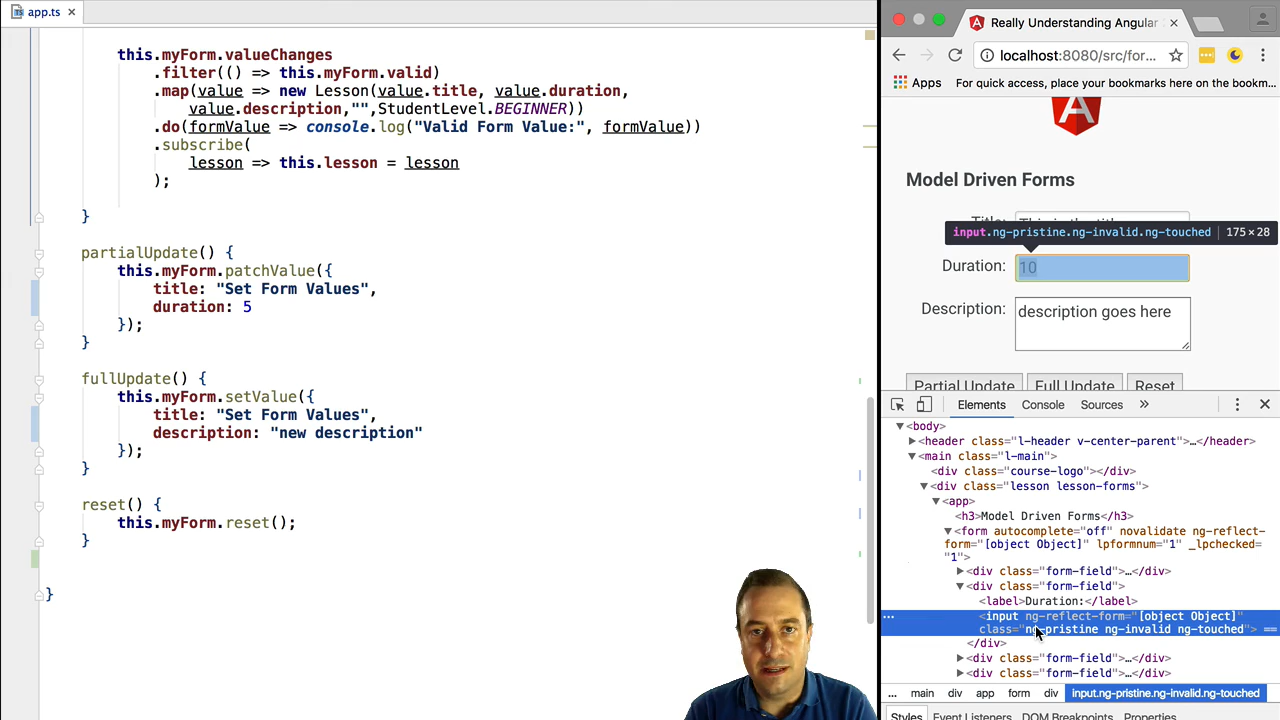 app.ts
this.myForm.valueChanges
.filter(() => this.myForm.valid)
.map(value => new Lesson(value.title, value.duration,
value.description,"",StudentLevel.BEGINNER))
.do(formValue => console.log("Valid Form Value:", formValue))
.subscribe(
lesson => this.lesson = lesson
);
}
partialUpdate() {
this.myForm.patchValue({
title: "Set Form Values",
duration: 5
});
}
fullUpdate() {
this.myForm.setValue({
title: "Set Form Values",
description: "new description"
});
}
reset() {
this.myForm.reset();
}
}
Really Understanding Angular
localhost:8080/src/for...
Apps For quick access, place your bookmarks here on the bookm...
Model Driven Forms
input.ng-pristine.ng-invalid.ng-touched | 175×28
Duration: 10
Description: description goes here
Partial Update Full Update Reset
Elements Console Sources »
<body>
<header class="l-header v-center-parent">…</header>
<main class="l-main">
<div class="course-logo"></div>
<div class="lesson lesson-forms">
<app>
<h3>Model Driven Forms</h3>
<form autocomplete="off" novalidate ng-reflect-
form="[object Object]" lpformnum="1" _lpchecked=
"1">
<div class="form-field">…</div>
<div class="form-field">
<label>Duration:</label>
<input ng-reflect-form="[object Object]"
class="ng-pristine ng-invalid ng-touched"> ==
</div>
<div class="form-field">…</div>
<div class="form-field">…</div>
... main div app form div input.ng-pristine.ng-invalid.ng-touched
Styles Event Listeners DOM Breakpoints Properties